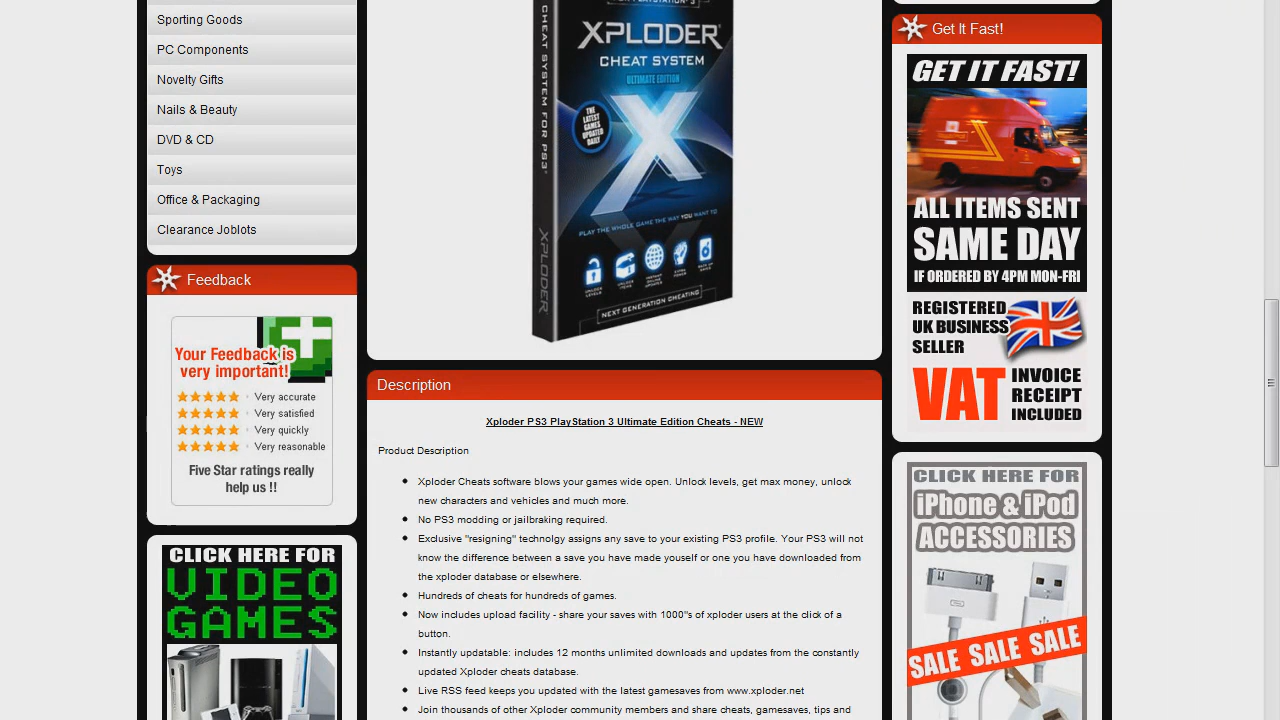 Sporting Goods
PC Components
Novelty Gifts
Nails & Beauty
DVD & CD
Toys
Office & Packaging
Clearance Joblots
Feedback
Your Feedback is
very important!
Very accurate
Very satisfied
Very quickly
Very reasonable
Five Star ratings really
help us !!
CLICK HERE FOR
VIDEO
GAMES
CHEAT SYSTEM FOR PS3
XPLODER
XPLODER
CHEAT SYSTEM
ULTIMATE EDITION
THE
LATEST
GAMES
UPDATED
DAILY
X
PLAY THE WHOLE GAME THE WAY YOU WANT TO
UNLOCK
LEVELS
UNLOCK
ITEMS
INSTANT
ONLINE
UPDATES
EXTRA
POWER
BACK UP
SAVES
NEXT GENERATION CHEATING
Description
Xploder PS3 PlayStation 3 Ultimate Edition Cheats - NEW
Product Description
Xploder Cheats software blows your games wide open. Unlock levels, get max money, unlock
new characters and vehicles and much more.
No PS3 modding or jailbraking required.
Exclusive "resigning" technolgy assigns any save to your existing PS3 profile. Your PS3 will not
know the difference between a save you have made youself or one you have downloaded from
the xploder database or elsewhere.
Hundreds of cheats for hundreds of games.
Now includes upload facility - share your saves with 1000"s of xploder users at the click of a
button.
Instantly updatable: includes 12 months unlimited downloads and updates from the constantly
updated Xploder cheats database.
Live RSS feed keeps you updated with the latest gamesaves from www.xploder.net
Join thousands of other Xploder community members and share cheats, gamesaves, tips and
Get It Fast!
GET IT FAST!
ALL ITEMS SENT
SAME DAY
IF ORDERED BY 4PM MON-FRI
REGISTERED
UK BUSINESS
SELLER
VAT INVOICE
RECEIPT
INCLUDED
CLICK HERE FOR
iPhone & iPod
ACCESSORIES
SALE SALE SALE